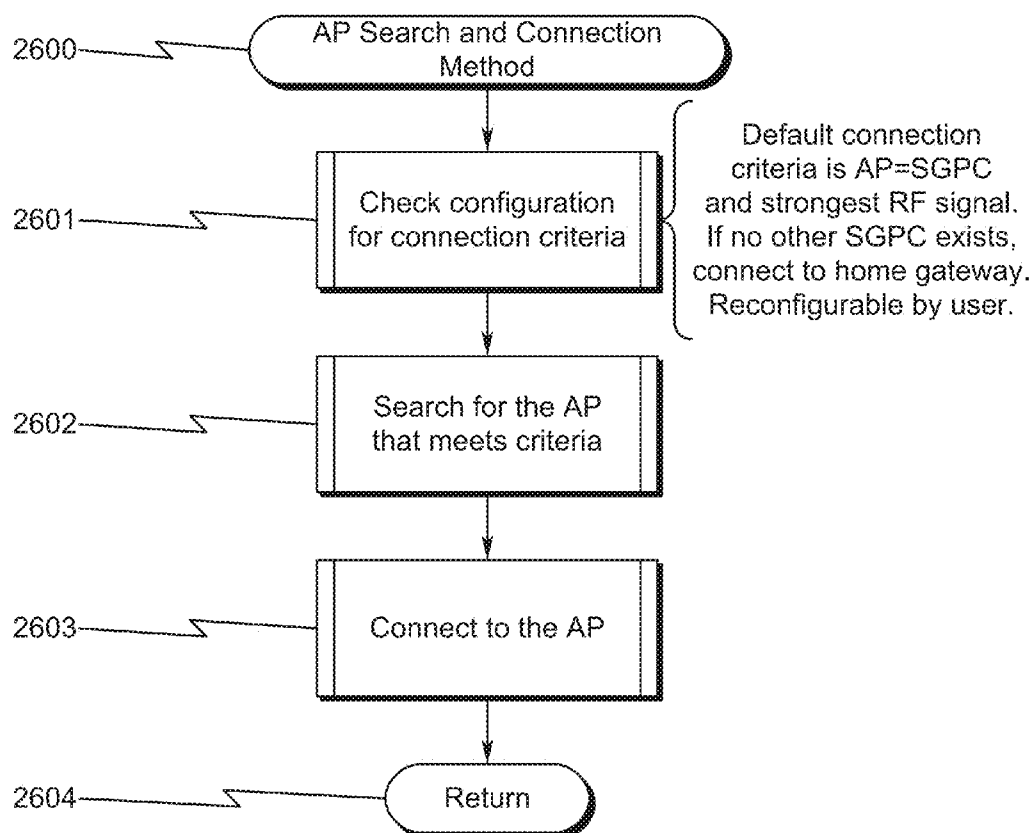 2600
AP Search and Connection
Method
2601
Check configuration
for connection criteria
Default connection
criteria is AP=SGPC
and strongest RF signal.
If no other SGPC exists,
connect to home gateway.
Reconfigurable by user.
2602
Search for the AP
that meets criteria
2603
Connect to the AP
2604
Return